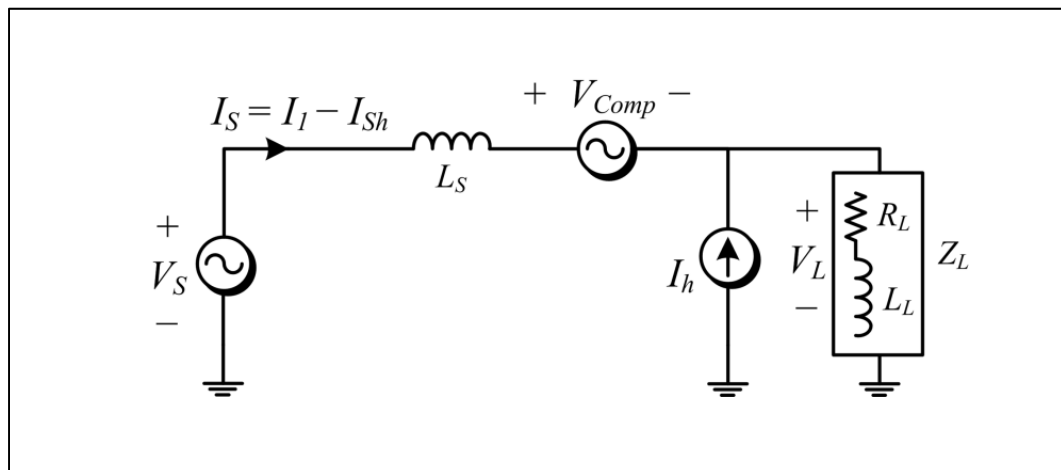 I_S = I_1 − I_Sh
+ V_Comp −
L_S
+
V_S
−
I_h
+
V_L
−
R_L
L_L
Z_L